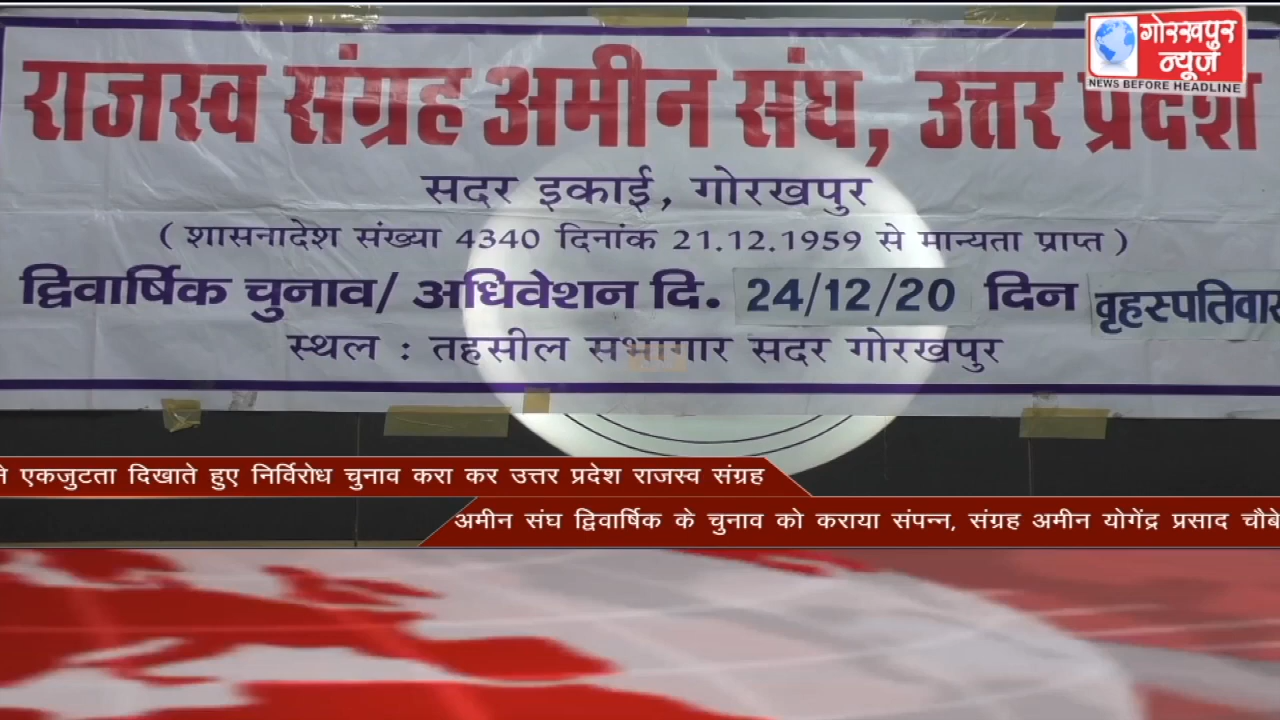 गोरखपुर
न्यूज़
NEWS BEFORE HEADLINE
राजस्व संग्रह अमीन संघ, उत्तर प्रदेश
सदर इकाई, गोरखपुर
( शासनादेश संख्या 4340 दिनांक 21.12.1959 से मान्यता प्राप्त )
द्विवार्षिक चुनाव/ अधिवेशन दि. 24/12/20 दिन वृहस्पतिवार
स्थल : तहसील सभागार सदर गोरखपुर
एकजुटता दिखाते हुए निर्विरोध चुनाव करा कर उत्तर प्रदेश राजस्व संग्रह
अमीन संघ द्विवार्षिक के चुनाव को कराया संपन्न, संग्रह अमीन योगेंद्र प्रसाद चौबे